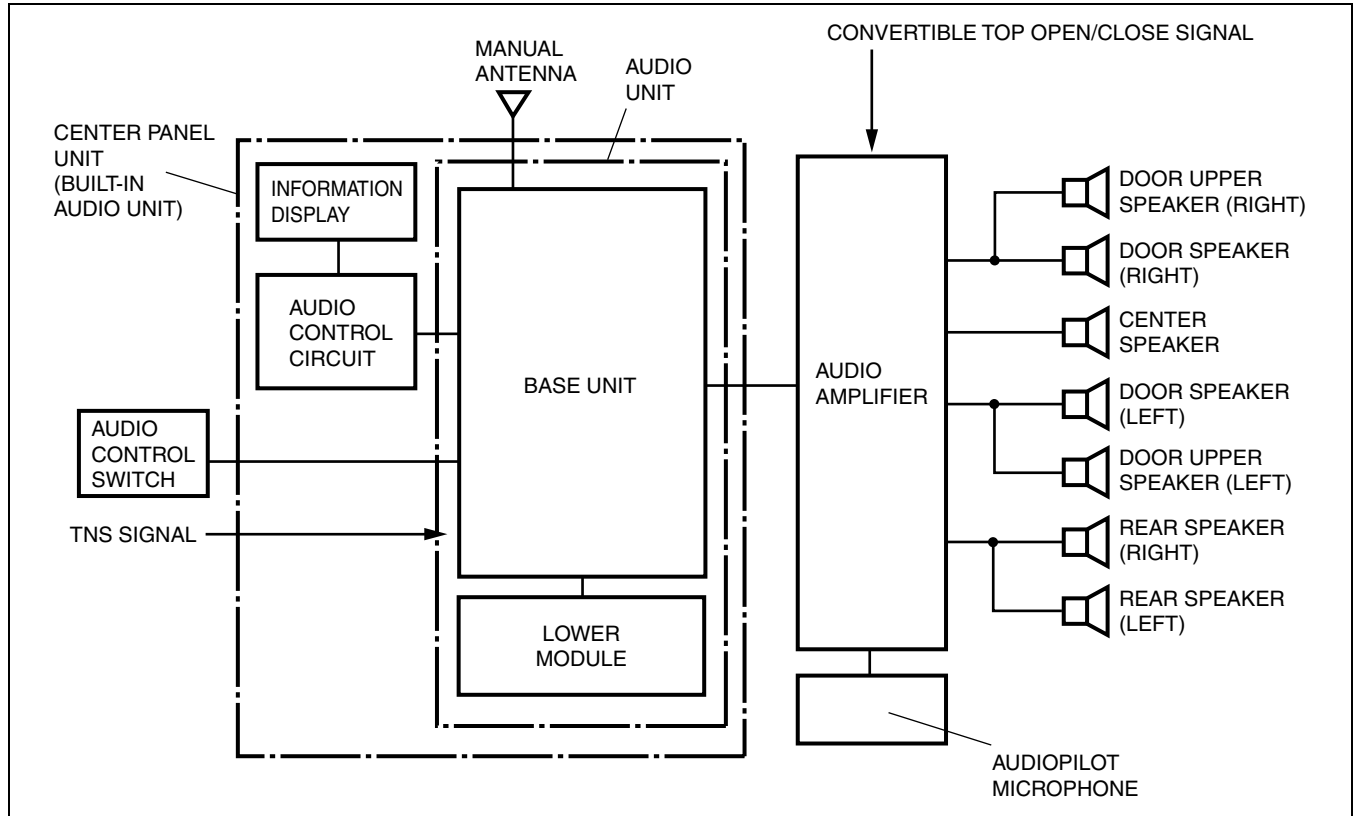 CONVERTIBLE TOP OPEN/CLOSE SIGNAL
MANUAL
ANTENNA
AUDIO
UNIT
CENTER PANEL
UNIT
(BUILT-IN
AUDIO UNIT)
INFORMATION
DISPLAY
AUDIO
CONTROL
CIRCUIT
BASE UNIT
AUDIO
CONTROL
SWITCH
TNS SIGNAL
LOWER
MODULE
AUDIO
AMPLIFIER
DOOR UPPER
SPEAKER (RIGHT)
DOOR SPEAKER
(RIGHT)
CENTER
SPEAKER
DOOR SPEAKER
(LEFT)
DOOR UPPER
SPEAKER (LEFT)
REAR SPEAKER
(RIGHT)
REAR SPEAKER
(LEFT)
AUDIOPILOT
MICROPHONE